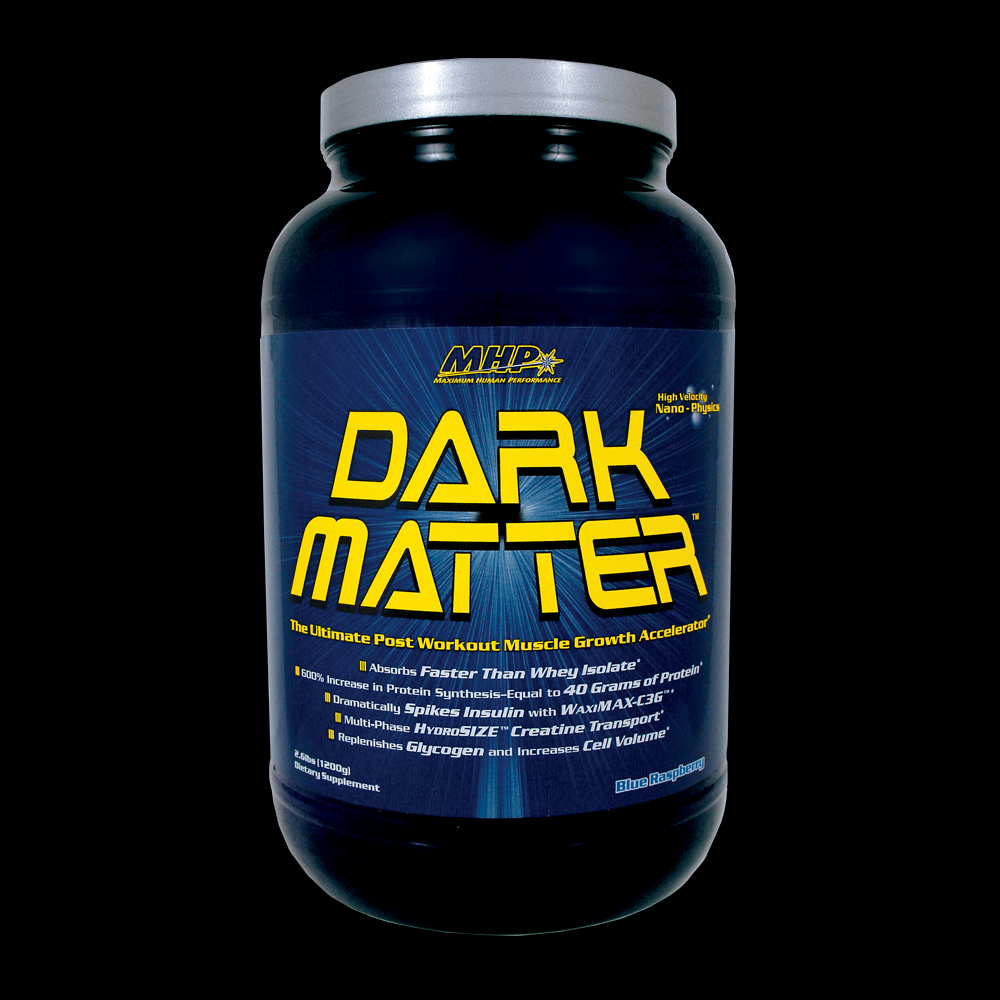 MHP
MAXIMUM HUMAN PERFORMANCE
High Velocity
Nano - Physics
DARK
MATTER™
The Ultimate Post Workout Muscle Growth Accelerator*
Absorbs Faster Than Whey Isolate*
600% Increase in Protein Synthesis–Equal to 40 Grams of Protein*
Dramatically Spikes Insulin with WAXIMAX-C3G™*
Multi-Phase HYDROSIZE™ Creatine Transport*
Replenishes Glycogen and Increases Cell Volume*
2.6lbs (1200g)
Dietary Supplement
Blue Raspberry